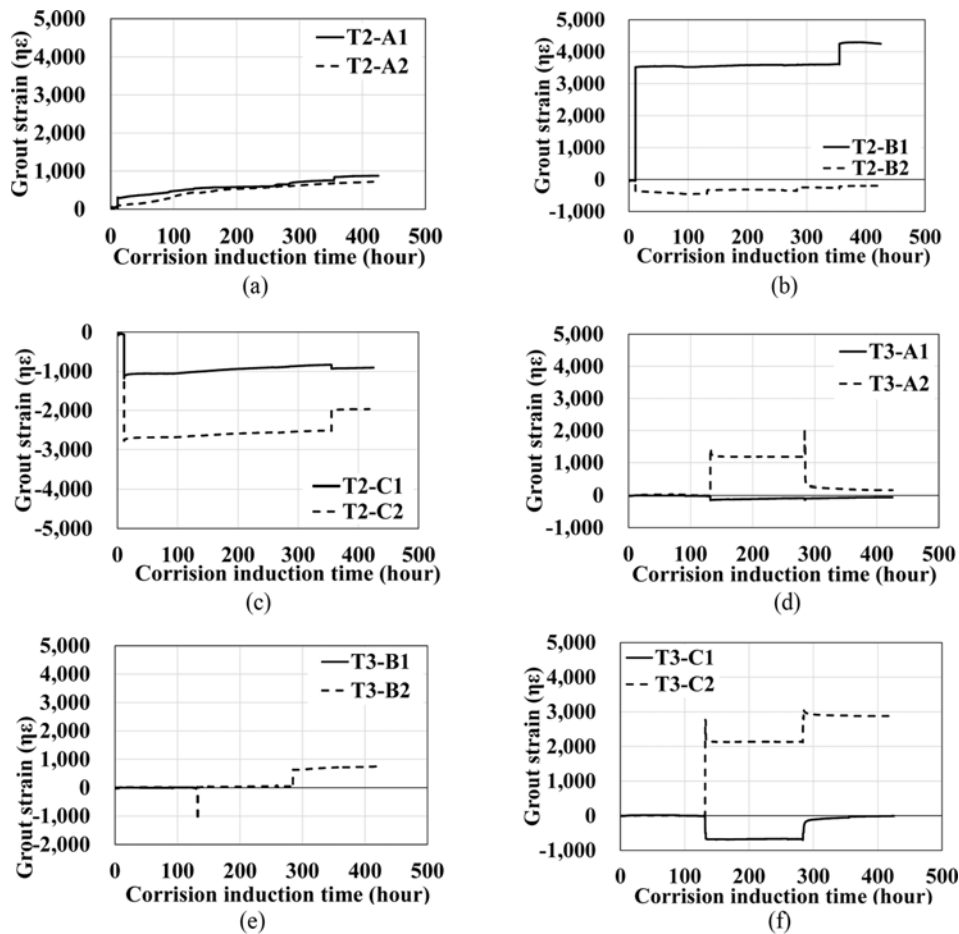 5,000
4,000
3,000
2,000
1,000
0
Grout strain (ηε)
T2-A1
T2-A2
0 100 200 300 400 500
Corrision induction time (hour)
(a)
5,000
4,000
3,000
2,000
1,000
0
-1,000
Grout strain (ηε)
T2-B1
T2-B2
0 100 200 300 400 500
Corrision induction time (hour)
(b)
0
-1,000
-2,000
-3,000
-4,000
-5,000
Grout strain (ηε)
T2-C1
T2-C2
0 100 200 300 400 500
Corrision induction time (hour)
(c)
5,000
4,000
3,000
2,000
1,000
0
-1,000
Grout strain (ηε)
T3-A1
T3-A2
0 100 200 300 400 500
Corrision induction time (hour)
(d)
5,000
4,000
3,000
2,000
1,000
0
-1,000
-2,000
Grout strain (ηε)
T3-B1
T3-B2
0 100 200 300 400 500
Corrision induction time (hour)
(e)
5,000
4,000
3,000
2,000
1,000
0
-1,000
Grout strain (ηε)
T3-C1
T3-C2
0 100 200 300 400 500
Corrision induction time (hour)
(f)